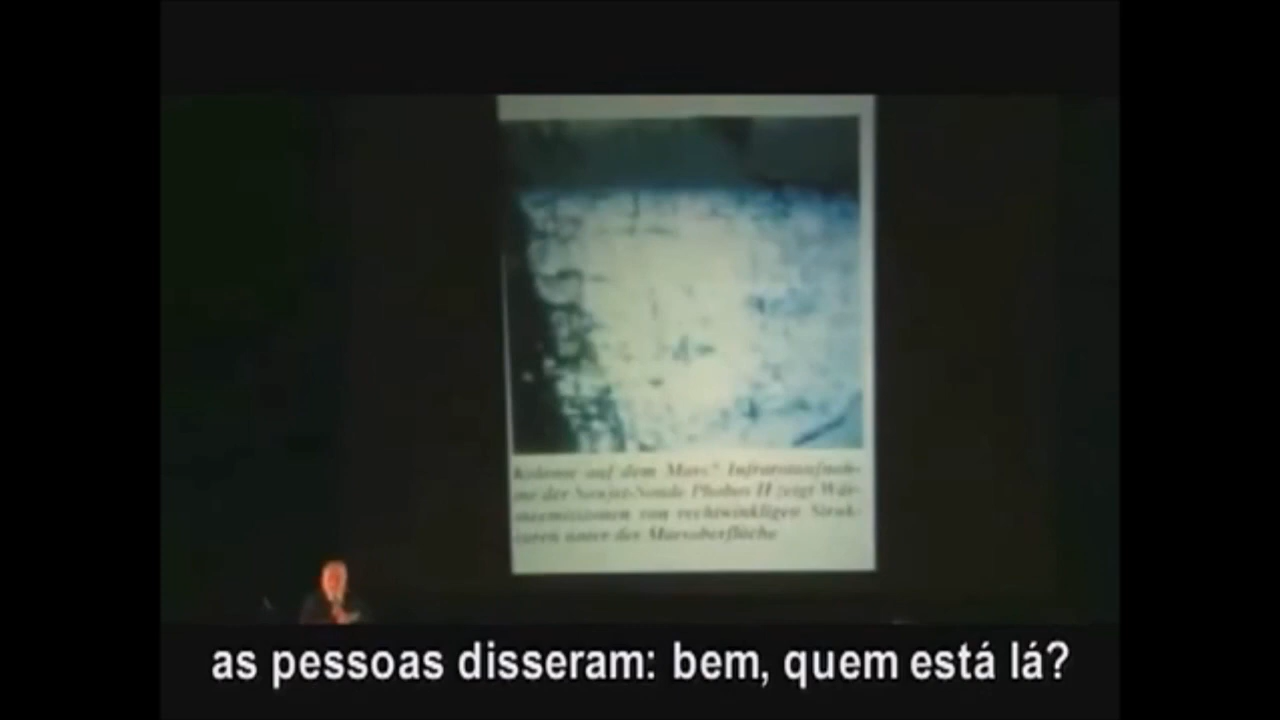 Kolonie auf dem Mars? Infrarotaufnah-
me der Sowjet-Sonde Phobos II zeigt Wär-
meemissionen von rechtwinkligen Struk-
turen unter der Marsoberfläche
as pessoas disseram: bem, quem está lá?